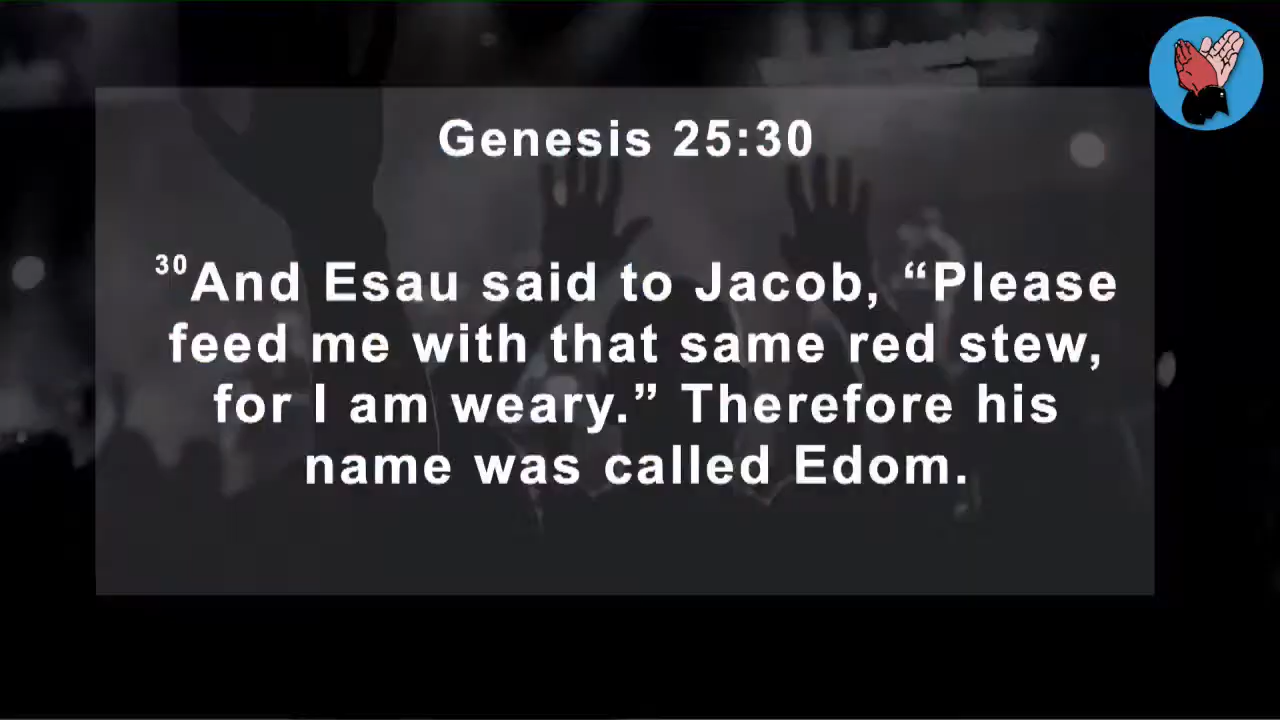 Genesis 25:30
30And Esau said to Jacob, “Please
feed me with that same red stew,
for I am weary.” Therefore his
name was called Edom.